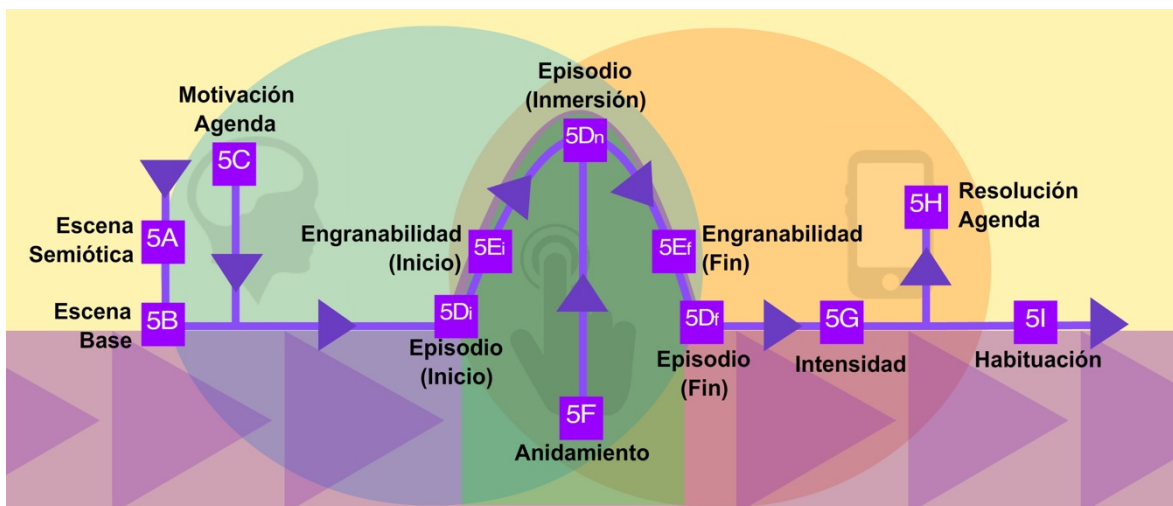 Motivación
Agenda
5C
Escena
Semiótica
5A
Escena
Base
5B
Episodio
(Inmersión)
5Dn
Engranabilidad
(Inicio)
5Ei
5Di
Episodio
(Inicio)
5F
Anidamiento
5Ef
Engranabilidad
(Fin)
5Df
Episodio
(Fin)
5G
Intensidad
5H
Resolución
Agenda
5I
Habituación